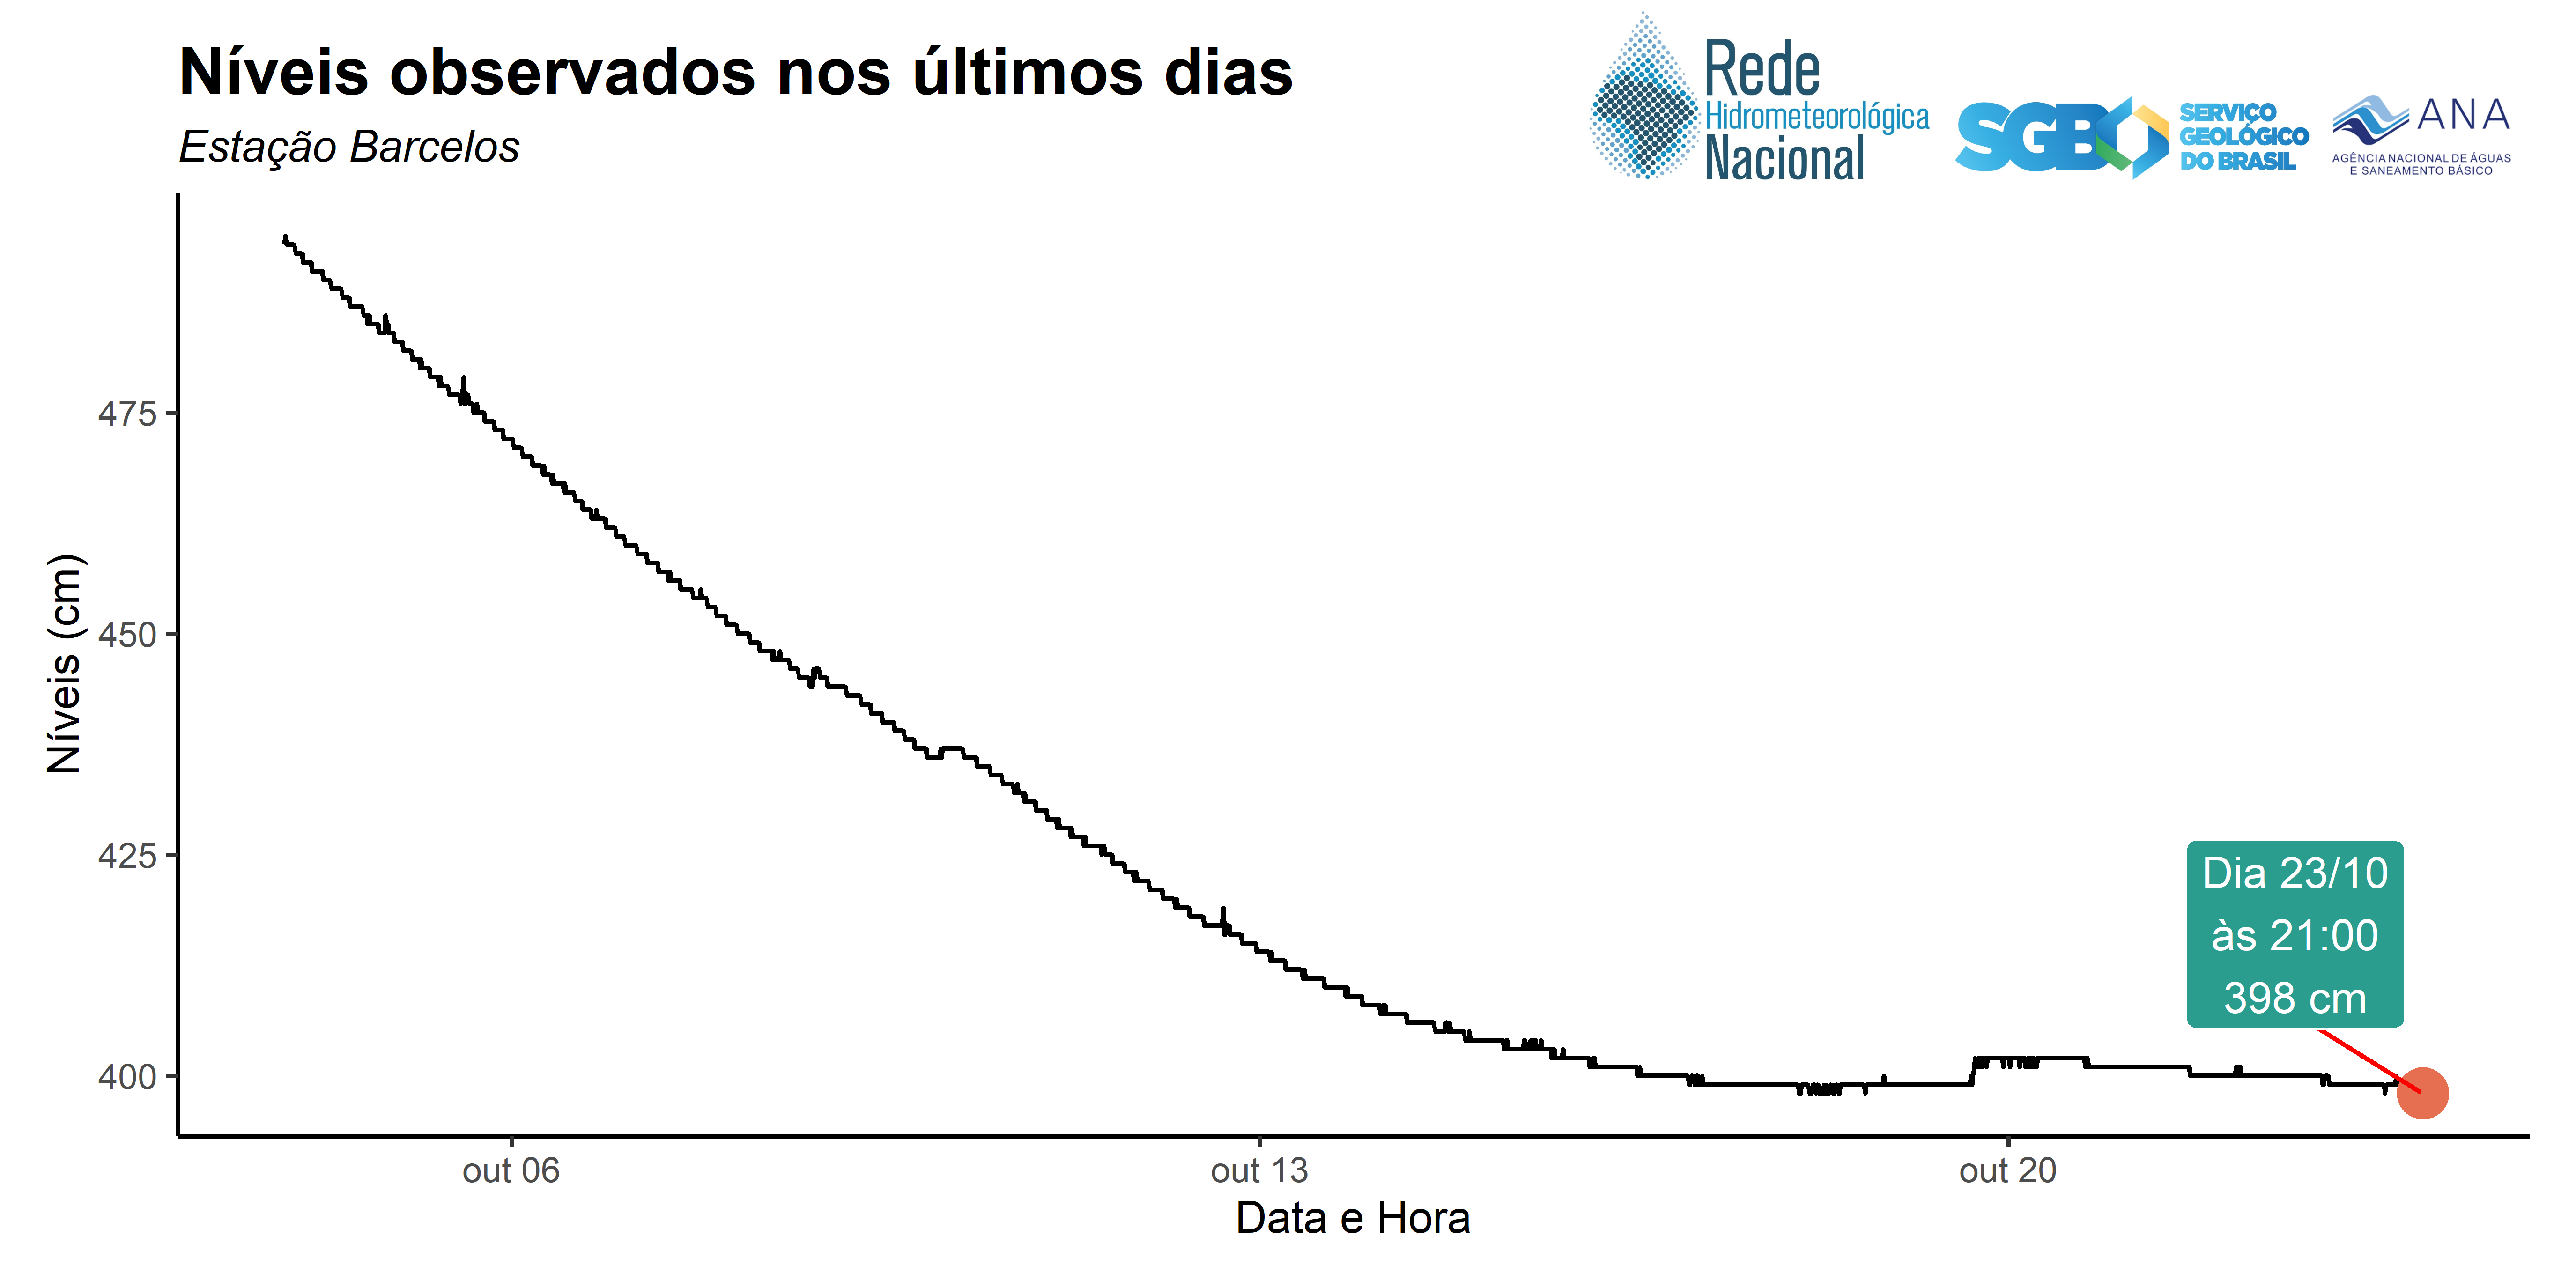 Níveis observados nos últimos dias
Estação Barcelos
Rede
Hidrometeorológica
Nacional
SGB
SERVIÇO
GEOLÓGICO
DO BRASIL
ANA
AGÊNCIA NACIONAL DE ÁGUAS
E SANEAMENTO BÁSICO
Níveis (cm)
475
450
425
400
Dia 23/10
às 21:00
398 cm
out 06
out 13
out 20
Data e Hora